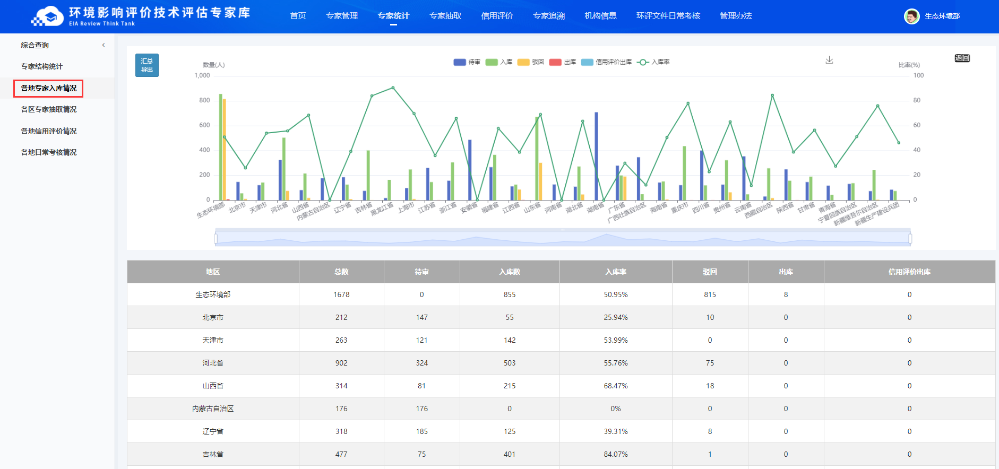 环境影响评价技术评估专家库
EIA Review Think Tank
首页 专家管理 专家统计 专家抽取 信用评价 专家追溯 机构信息 环评文件日常考核 管理办法
生态环境部
综合查询
专家结构统计
各地专家入库情况
各区专家抽取情况
各地信用评价情况
各地日常考核情况
汇总
导出
待审 入库 驳回 出库 信用评价出库 入库率
返回
数量(人) 比率(%)
1,000 100
800 80
600 60
400 40
200 20
0 0
生态环境部 北京市 天津市 河北省 山西省 内蒙古自治区 辽宁省 吉林省 黑龙江省 上海市 江苏省 浙江省 安徽省 福建省 江西省 山东省 河南省 湖北省 湖南省 广东省 广西壮族自治区 海南省 重庆市 四川省 贵州省 云南省 西藏自治区 陕西省 甘肃省 青海省 宁夏回族自治区 新疆维吾尔自治区 新疆生产建设兵团
地区 总数 待审 入库数 入库率 驳回 出库 信用评价出库
生态环境部 1678 0 855 50.95% 815 8 0
北京市 212 147 55 25.94% 10 0 0
天津市 263 121 142 53.99% 0 0 0
河北省 902 324 503 55.76% 75 0 0
山西省 314 81 215 68.47% 18 0 0
内蒙古自治区 176 176 0 0% 0 0 0
辽宁省 318 185 125 39.31% 8 0 0
吉林省 477 75 401 84.07% 1 0 0